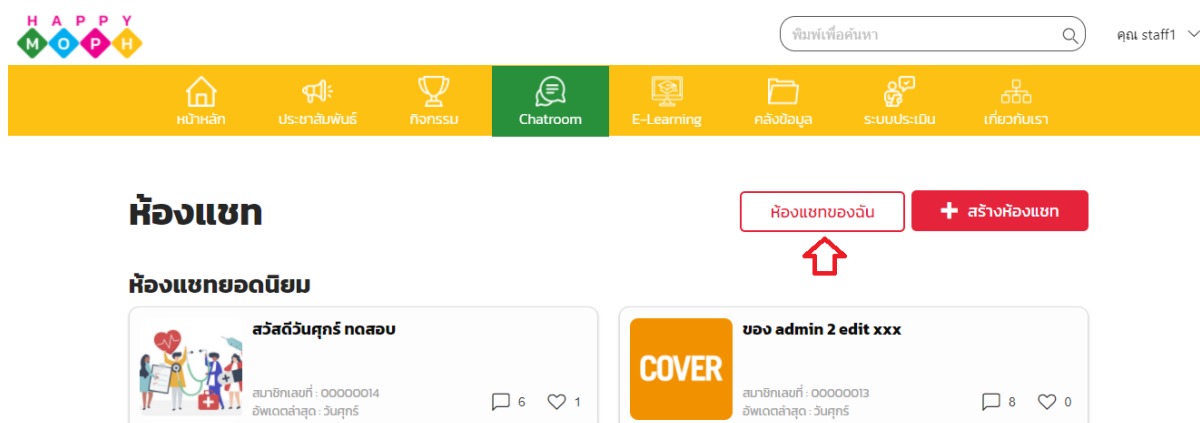 HAPPY
MOPH
พิมพ์เพื่อค้นหา
คุณ staff1
หน้าหลัก
ประชาสัมพันธ์
กิจกรรม
Chatroom
E-Learning
คลังข้อมูล
ระบบประเมิน
เกี่ยวกับเรา
ห้องแชท
ห้องแชทของฉัน
+ สร้างห้องแชท
ห้องแชทยอดนิยม
สวัสดีวันศุกร์ ทดสอบ
สมาชิกเลขที่ : 00000014
อัพเดตล่าสุด : วันศุกร์
6 1
COVER
ของ admin 2 edit xxx
สมาชิกเลขที่ : 00000013
อัพเดตล่าสุด : วันศุกร์
8 0